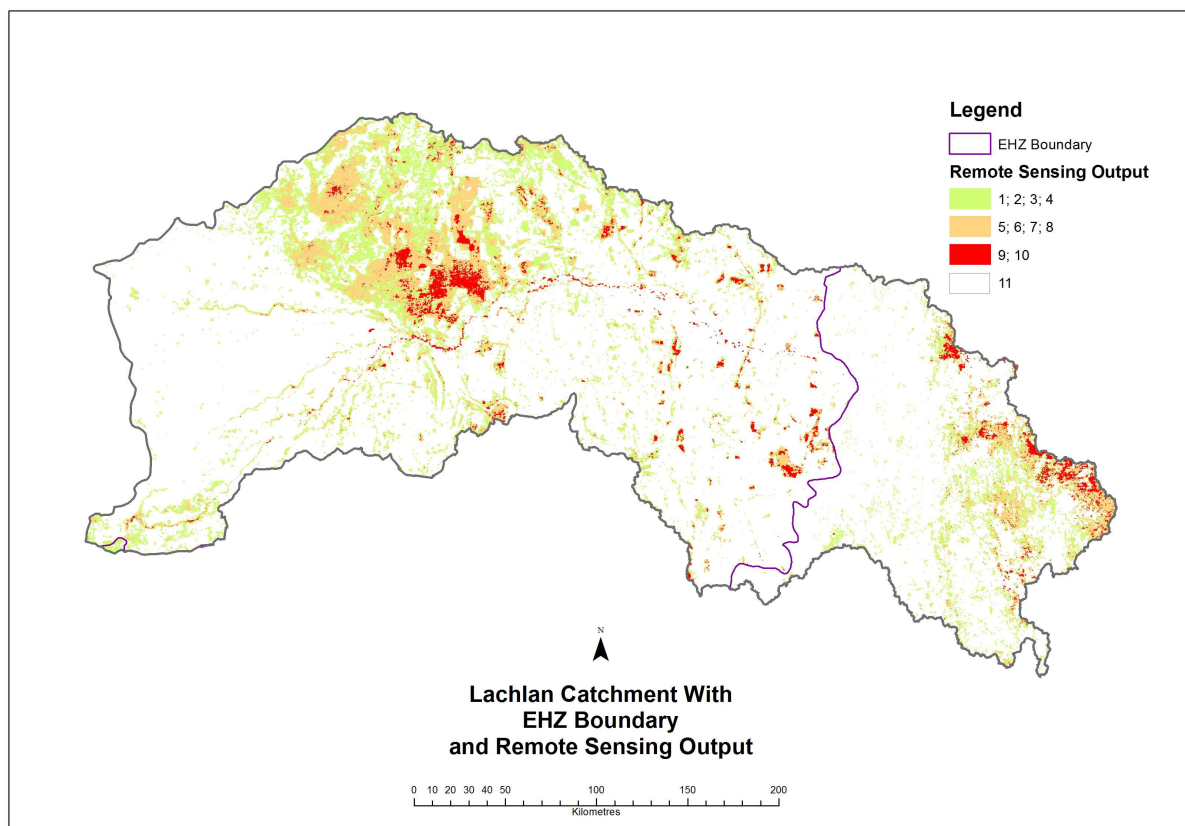 Legend
EHZ Boundary
Remote Sensing Output
1; 2; 3; 4
5; 6; 7; 8
9; 10
11
N
Lachlan Catchment With
EHZ Boundary
and Remote Sensing Output
0 10 20 30 40 50 100 150 200
Kilometres